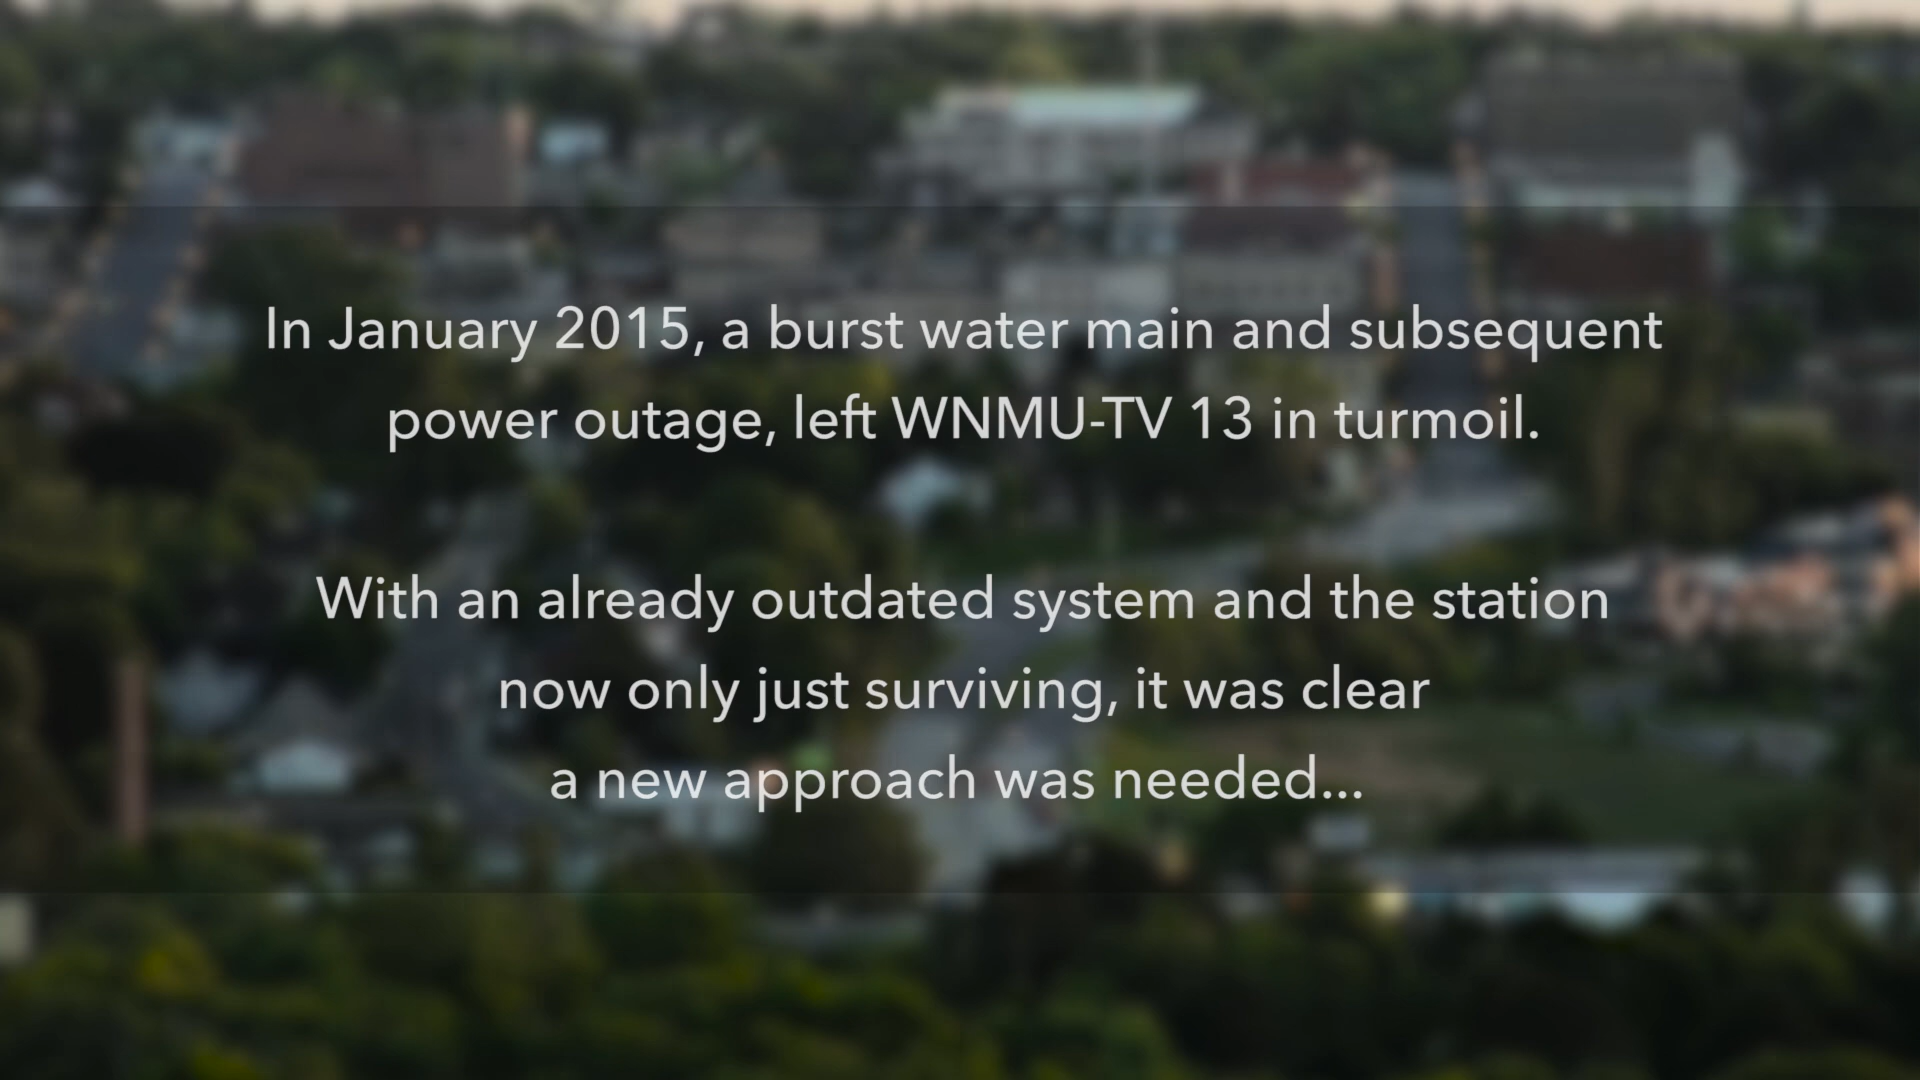 In January 2015, a burst water main and subsequent
power outage, left WNMU-TV 13 in turmoil.
With an already outdated system and the station
now only just surviving, it was clear
a new approach was needed...